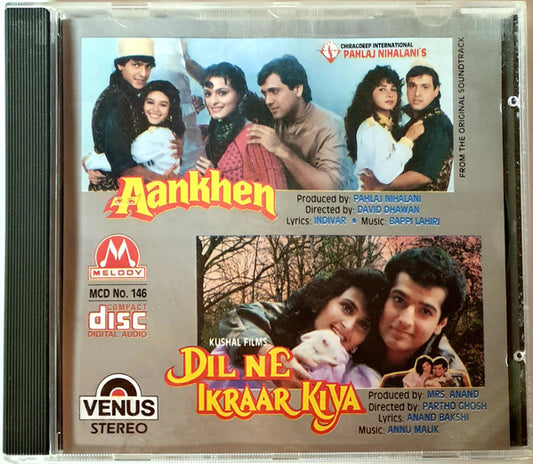 CHIRAGDEEP INTERNATIONAL
PAHLAJ NIHALANI'S
FROM THE ORIGINAL SOUNDTRACK
Aankhen
Produced by: PAHLAJ NIHALANI
Directed by: DAVID DHAWAN
Lyrics: INDIVAR • Music: BAPPI LAHIRI
M
MELODY
MCD No. 146
COMPACT
disc
DIGITAL AUDIO
VENUS
STEREO
KUSHAL FILMS
DIL NE
IKRAAR KIYA
Produced by: MRS. ANAND
Directed by: PARTHO GHOSH
Lyrics: ANAND BAKSHI
Music: ANNU MALIK